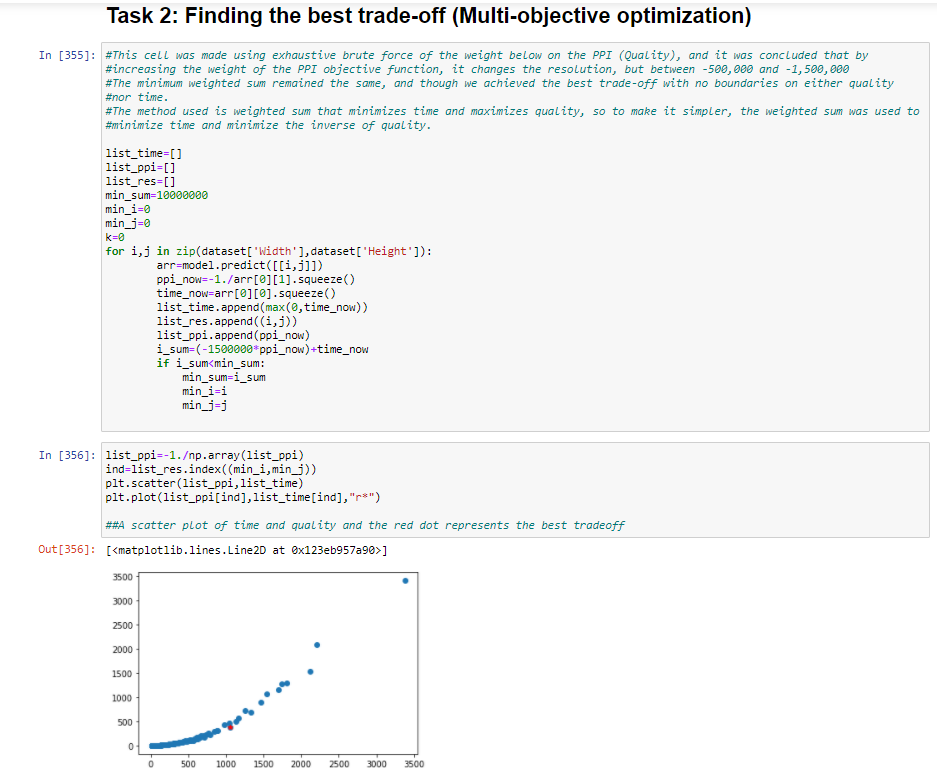 Task 2: Finding the best trade-off (Multi-objective optimization)
In [355]: #This cell was made using exhaustive brute force of the weight below on the PPI (Quality), and it was concluded that by
#increasing the weight of the PPI objective function, it changes the resolution, but between -500,000 and -1,500,000
#The minimum weighted sum remained the same, and though we achieved the best trade-off with no boundaries on either quality
#nor time.
#The method used is weighted sum that minimizes time and maximizes quality, so to make it simpler, the weighted sum was used to
#minimize time and minimize the inverse of quality.
list_time=[]
list_ppi=[]
list_res=[]
min_sum=10000000
min_i=0
min_j=0
k=0
for i,j in zip(dataset['Width'],dataset['Height']):
arr=model.predict([[i,j]])
ppi_now=-1./arr[0][1].squeeze()
time_now=arr[0][0].squeeze()
list_time.append(max(0,time_now))
list_res.append((i,j))
list_ppi.append(ppi_now)
i_sum=(-1500000*ppi_now)+time_now
if i_sum<min_sum:
min_sum=i_sum
min_i=i
min_j=j
In [356]: list_ppi=-1./np.array(list_ppi)
ind=list_res.index((min_i,min_j))
plt.scatter(list_ppi,list_time)
plt.plot(list_ppi[ind],list_time[ind],"r*")
##A scatter plot of time and quality and the red dot represents the best tradeoff
Out[356]: [<matplotlib.lines.Line2D at 0x123eb957a90>]
3500
3000
2500
2000
1500
1000
500
0
0 500 1000 1500 2000 2500 3000 3500